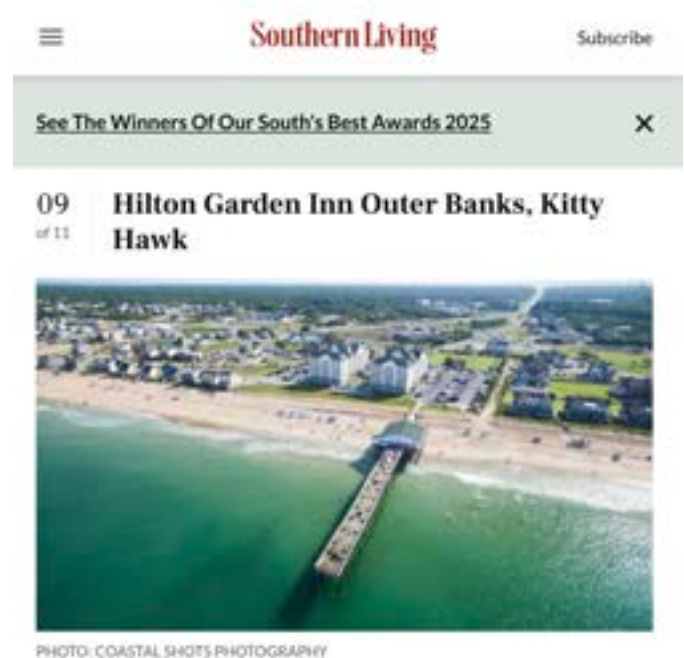 Southern Living
Subscribe
See The Winners Of Our South's Best Awards 2025
09
of 11
Hilton Garden Inn Outer Banks, Kitty
Hawk
PHOTO: COASTAL SHOTS PHOTOGRAPHY